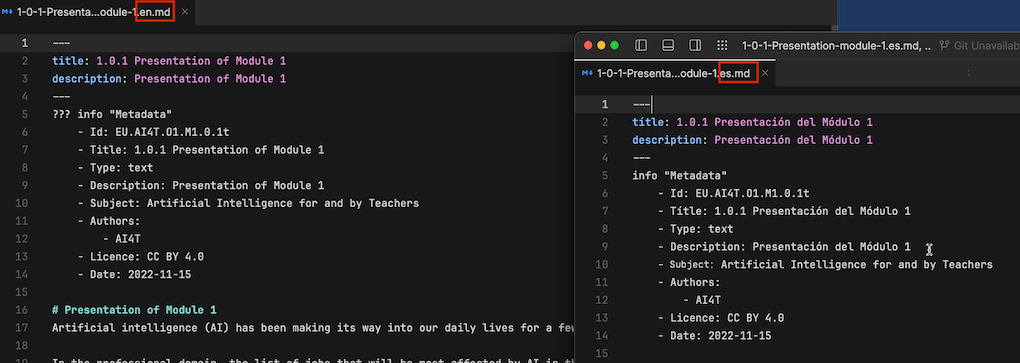 1-0-1-Presenta...odule-1.en.md ×
1 ---
2 title: 1.0.1 Presentation of Module 1
3 description: Presentation of Module 1
4 ---
5 ??? info "Metadata"
6 - Id: EU.AI4T.O1.M1.0.1t
7 - Title: 1.0.1 Presentation of Module 1
8 - Type: text
9 - Description: Presentation of Module 1
10 - Subject: Artificial Intelligence for and by Teachers
11 - Authors:
12 - AI4T
13 - Licence: CC BY 4.0
14 - Date: 2022-11-15
15
16 # Presentation of Module 1
17 Artificial intelligence (AI) has been making its way into our daily lives for a few
18
19 In the professional domain, the list of jobs that will be most affected by AI in th
1-0-1-Presentation-module-1.es.md, .. Git Unavailab
1-0-1-Presenta...odule-1.es.md ×
1 ---
2 title: 1.0.1 Presentación del Módulo 1
3 description: Presentación del Módulo 1
4 ---
5 info "Metadata"
6 - Id: EU.AI4T.O1.M1.0.1t
7 - Título: 1.0.1 Presentación del Módulo 1
8 - Type: text
9 - Description: Presentación del Módulo 1
10 - Subject: Artificial Intelligence for and by Teachers
11 - Authors:
12 - AI4T
13 - Licence: CC BY 4.0
14 - Date: 2022-11-15
15